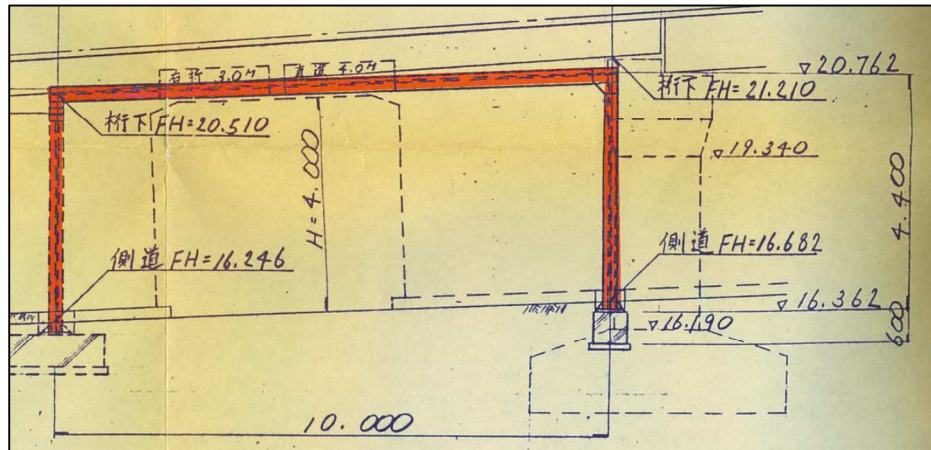 右折 3.0M
直進 4.0M
▽20.762
桁下 FH=21.210
桁下 FH=20.510
▽19.340
H=4.000
4.400
側道 FH=16.246
側道 FH=16.682
▽16.362
▽16.190
600
10.000